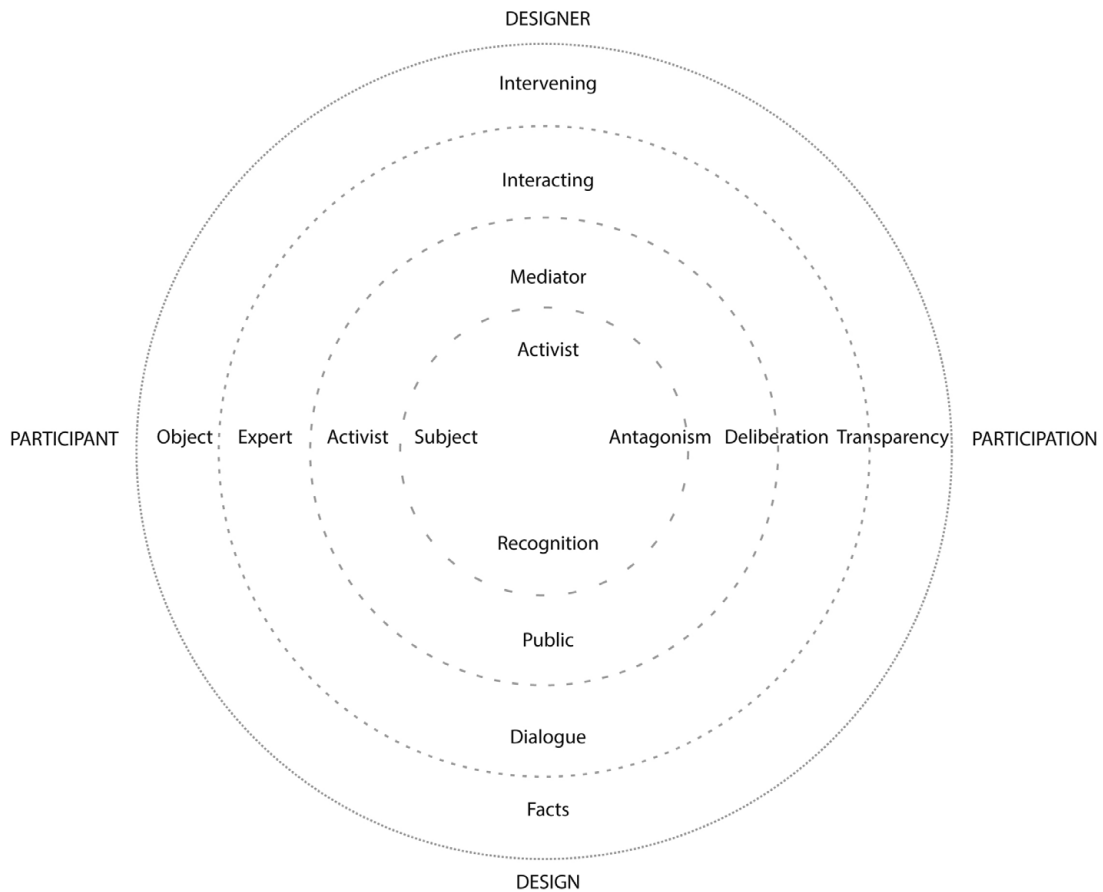 DESIGNER
Intervening
Interacting
Mediator
Activist
PARTICIPANT Object Expert Activist Subject Antagonism Deliberation Transparency PARTICIPATION
Recognition
Public
Dialogue
Facts
DESIGN